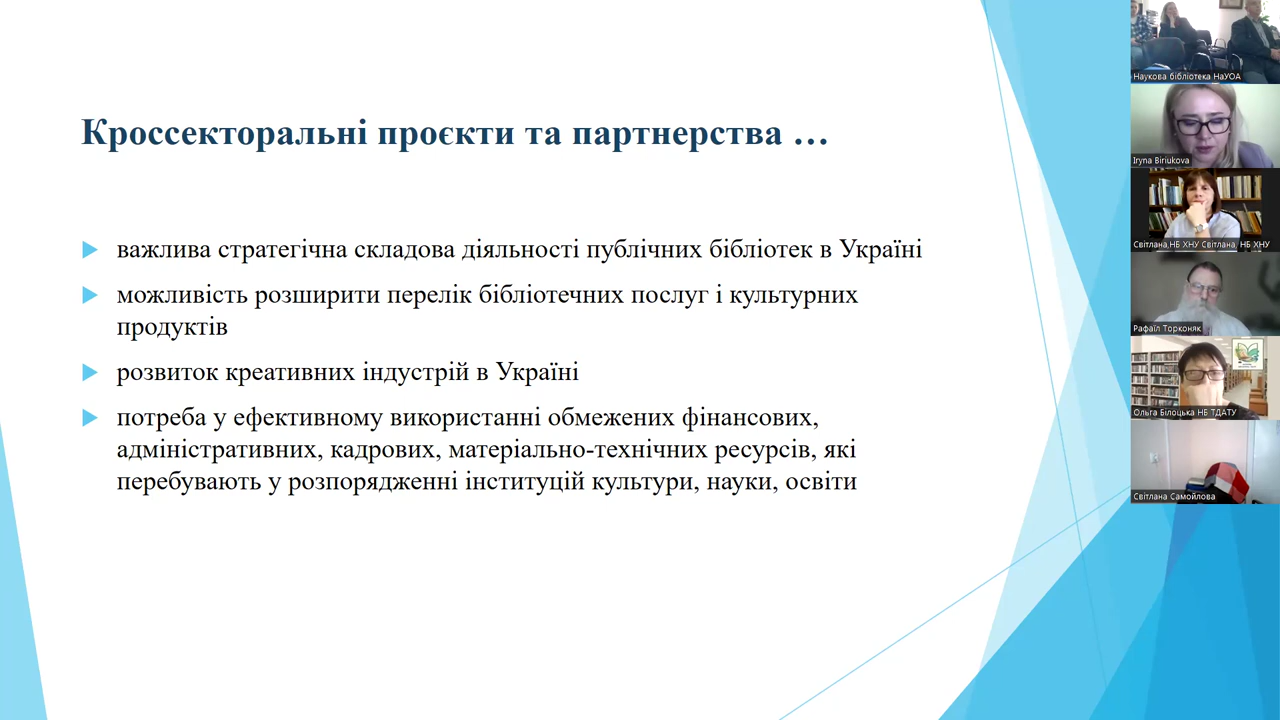 Кроссекторальні проєкти та партнерства …
важлива стратегічна складова діяльності публічних бібліотек в Україні
можливість розширити перелік бібліотечних послуг і культурних
продуктів
розвиток креативних індустрій в Україні
потреба у ефективному використанні обмежених фінансових,
адміністративних, кадрових, матеріально-технічних ресурсів, які
перебувають у розпорядженні інституцій культури, науки, освіти
Наукова бібліотека НаУОА
Iryna Biriukova
Світлана,НБ ХНУ Світлана, НБ ХНУ
Рафаїл Торконяк
Ольга Білоцька НБ ТДАТУ
Світлана Самойлова